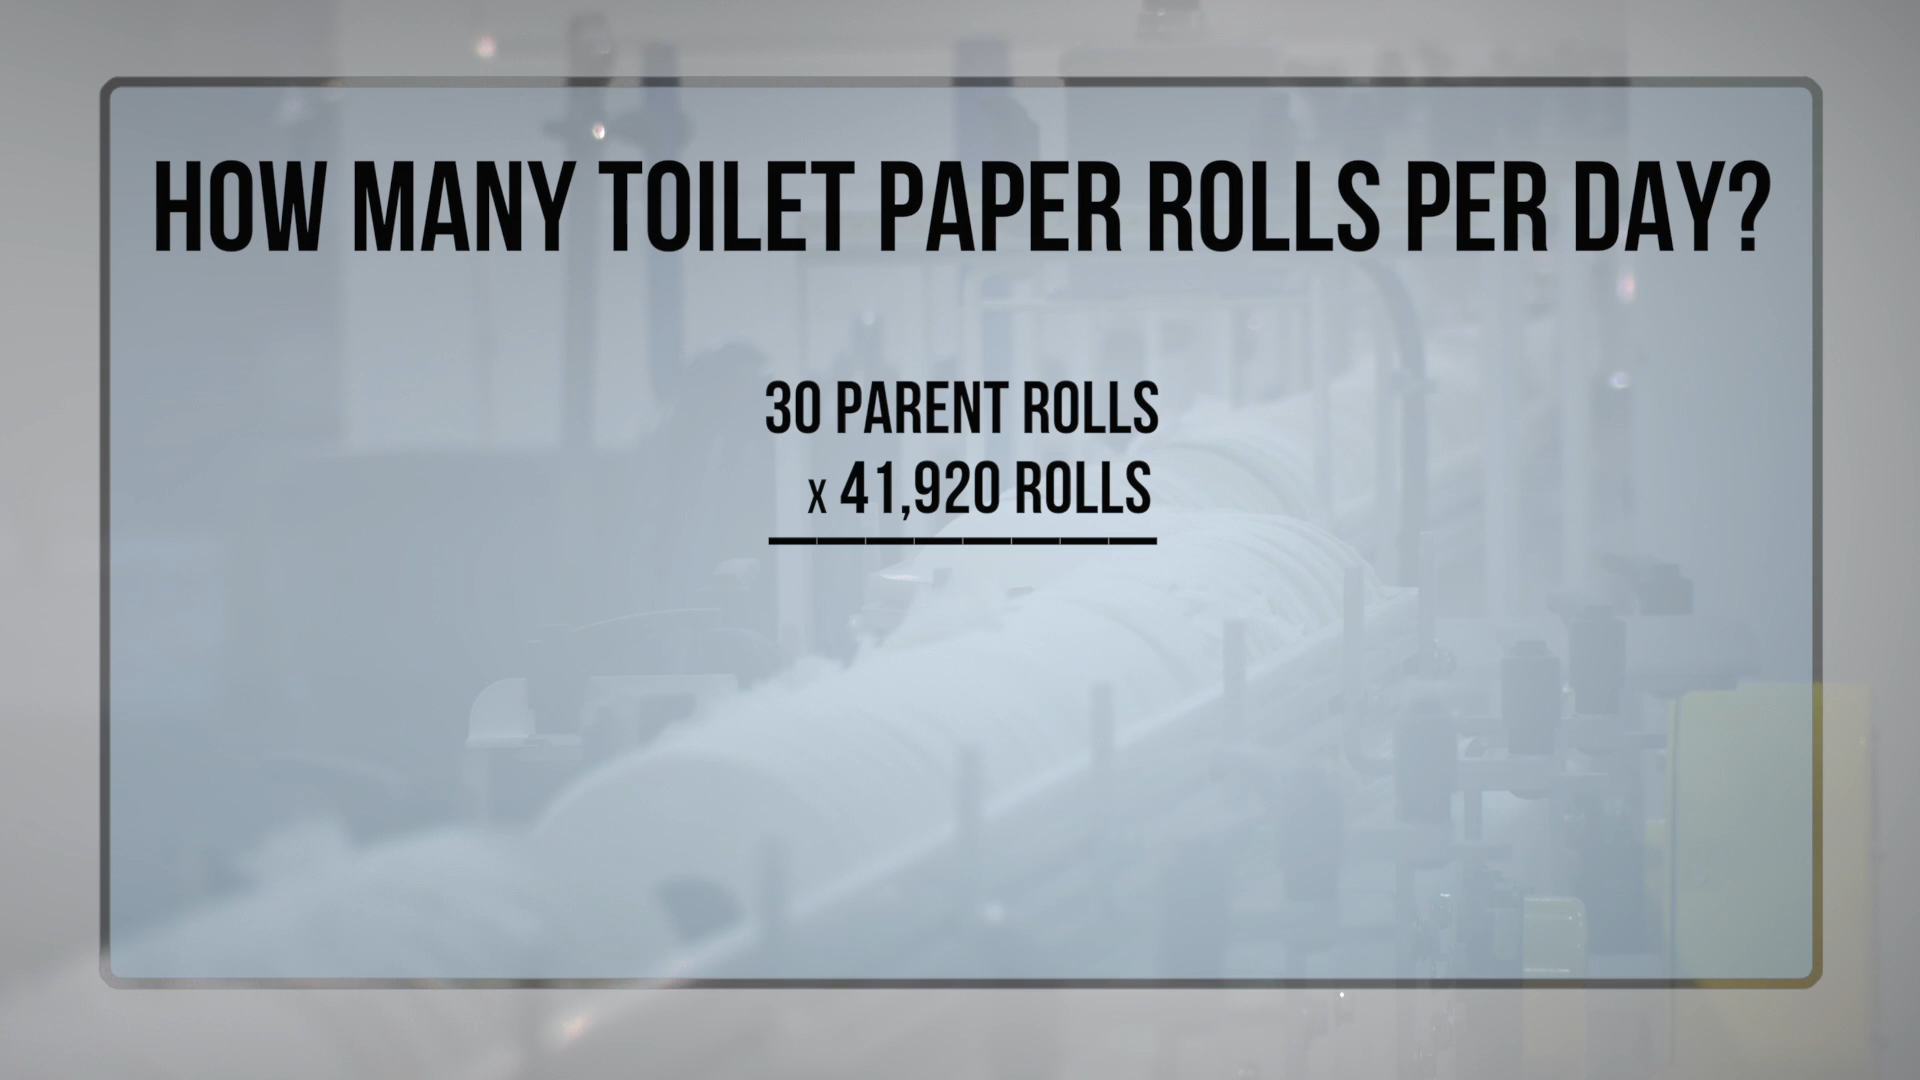 HOW MANY TOILET PAPER ROLLS PER DAY?
30 PARENT ROLLS
x 41,920 ROLLS